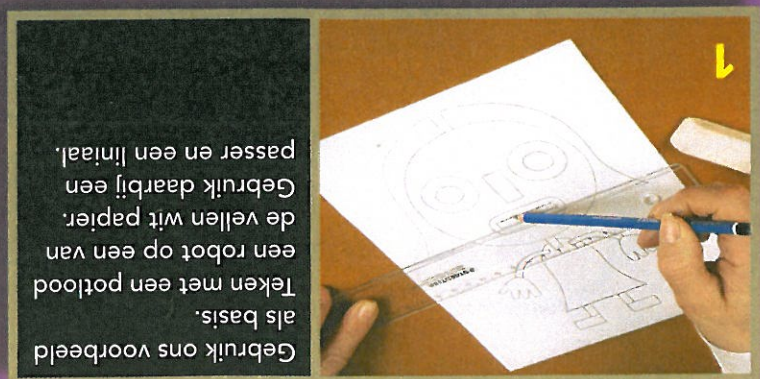 Gebruik ons voorbeeld
als basis.
Teken met een potlood
een robot op een van
de vellen wit papier.
Gebruik daarbij een
passer en een liniaal.
1